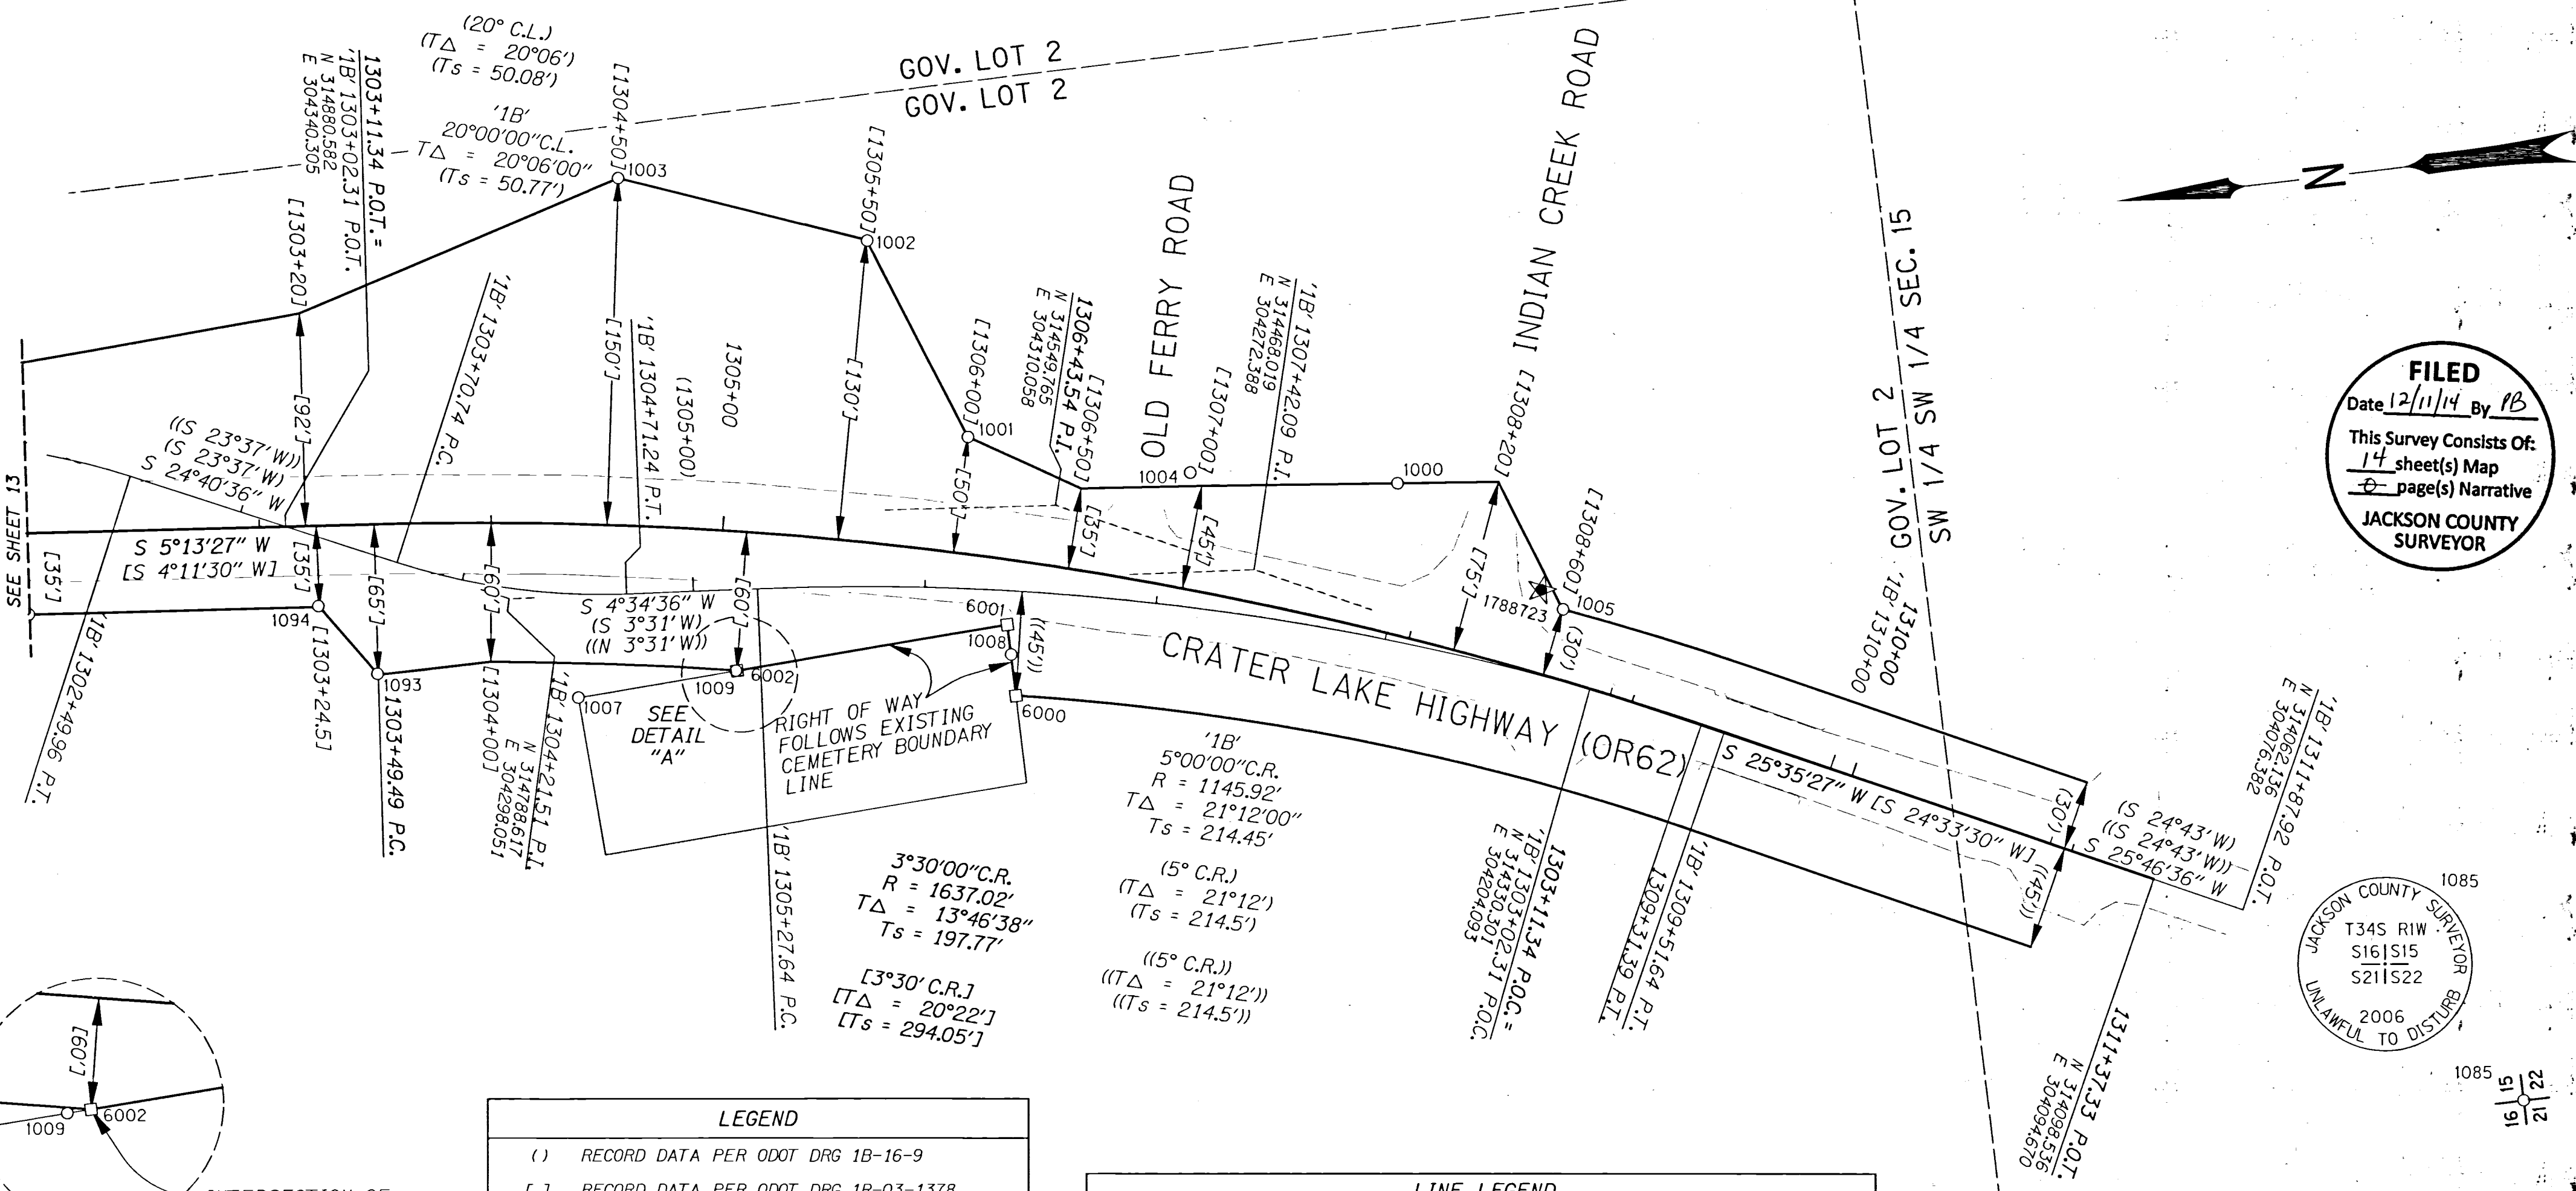 (20° C.L.)
(TΔ = 20°06')
(Ts = 50.08')
'1B'
20°00'00"C.L.
TΔ = 20°06'00"
(Ts = 50.77')
1303+11.34 P.O.T. =
'1B' 1303+02.31 P.O.T.
N 314880.582
E 304340.305
[1303+20]
[1304+50]
1003
GOV. LOT 2
GOV. LOT 2
[1305+50]
1002
[1306+00]
1001
1306+43.54 P.I.
N 314549.765
E 304310.058
[1306+50]
OLD FERRY ROAD
[1307+00]
1004
'1B' 1307+42.09 P.I.
N 314468.019
E 304272.388
1000
INDIAN CREEK ROAD
[1308+20]
[1308+60]
1788723
1005
GOV. LOT 2
SW 1/4 SW 1/4 SEC. 15
1310+00
'1B' 1310+00
N
FILED
Date 12/11/14 By PB
This Survey Consists Of:
14 sheet(s) Map
0 page(s) Narrative
JACKSON COUNTY
SURVEYOR
SEE SHEET 13
((S 23°37' W))
(S 23°37' W)
S 24°40'36" W
'1B' 1303+70.74 P.C.
'1B' 1304+71.24 P.T.
(1305+00)
1305+00
[92']
[150']
[130']
[50']
[35']
[45']
[75']
(30')
S 5°13'27" W
[S 4°11'30" W]
[35']
[35']
[65']
[60']
[60']
1094
[1303+24.5]
'1B' 1302+49.96 P.T.
1093
1303+49.49 P.C.
[1304+00]
'1B' 1304+21.51 P.I.
N 314788.617
E 304298.051
S 4°34'36" W
(S 3°31' W)
((N 3°31' W))
1007
1009
6002
SEE
DETAIL
"A"
RIGHT OF WAY
FOLLOWS EXISTING
CEMETERY BOUNDARY
LINE
6001
1008
((45'))
6000
'1B' 1305+27.64 P.C.
CRATER LAKE HIGHWAY (OR62)
'1B'
5°00'00"C.R.
R = 1145.92'
TΔ = 21°12'00"
Ts = 214.45'
(5° C.R.)
(TΔ = 21°12')
(Ts = 214.5')
((5° C.R.))
((TΔ = 21°12'))
((Ts = 214.5'))
3°30'00"C.R.
R = 1637.02'
TΔ = 13°46'38"
Ts = 197.77'
[3°30' C.R.]
[TΔ = 20°22']
[Ts = 294.05']
1303+11.34 P.O.C. =
'1B' 1303+02.31 P.O.C.
N 314330.301
E 304204.093
'1B' 1309+51.64 P.T.
1309+31.39 P.T.
S 25°35'27" W [S 24°33'30" W]
(30')
((45'))
(S 24°43' W)
((S 24°43' W))
S 25°46'36" W
'1B' 1311+87.92 P.O.T.
N 314062.136
E 304076.382
1311+37.33 P.O.T.
N 314098.536
E 304094.670
1085
JACKSON COUNTY SURVEYOR
T34S R1W
S16|S15
S21|S22
2006
UNLAWFUL TO DISTURB
1085
16 15
21 22
[60']
6002
1009
LEGEND
( ) RECORD DATA PER ODOT DRG 1B-16-9
[ ] RECORD DATA PER ODOT DRG 1B-03-1378
LINE LEGEND